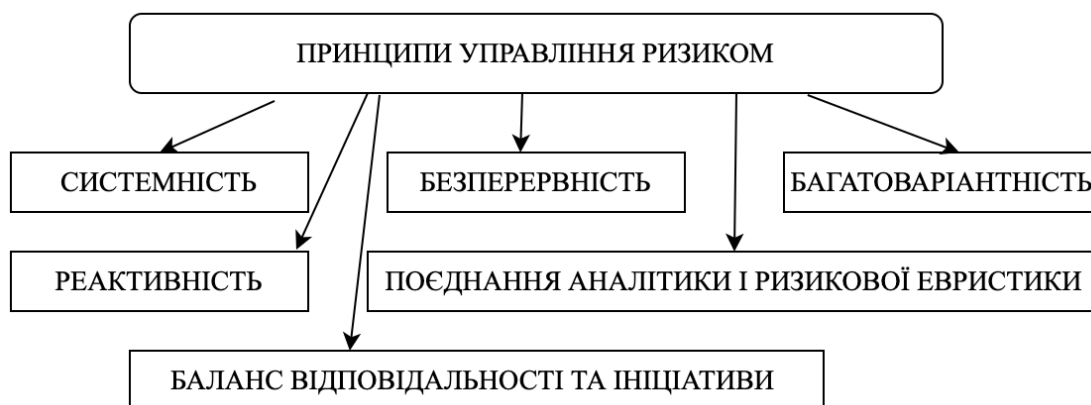 ПРИНЦИПИ УПРАВЛІННЯ РИЗИКОМ
СИСТЕМНІСТЬ
БЕЗПЕРЕРВНІСТЬ
БАГАТОВАРІАНТНІСТЬ
РЕАКТИВНІСТЬ
ПОЄДНАННЯ АНАЛІТИКИ І РИЗИКОВОЇ ЕВРИСТИКИ
БАЛАНС ВІДПОВІДАЛЬНОСТІ ТА ІНІЦІАТИВИ